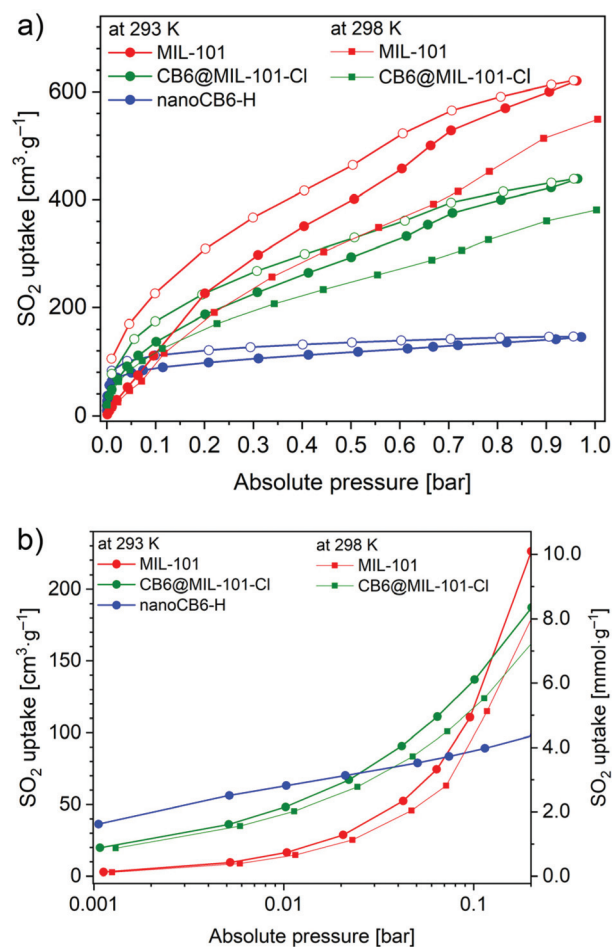 a)
at 293 K
MIL-101
CB6@MIL-101-Cl
nanoCB6-H
at 298 K
MIL-101
CB6@MIL-101-Cl
SO₂ uptake [cm³·g⁻¹]
600
400
200
0
0.0 0.1 0.2 0.3 0.4 0.5 0.6 0.7 0.8 0.9 1.0
Absolute pressure [bar]
b)
at 293 K
MIL-101
CB6@MIL-101-Cl
nanoCB6-H
at 298 K
MIL-101
CB6@MIL-101-Cl
SO₂ uptake [cm³·g⁻¹]
200
150
100
50
0
10.0
8.0
6.0
4.0
2.0
0.0
SO₂ uptake [mmol·g⁻¹]
0.001 0.01 0.1
Absolute pressure [bar]